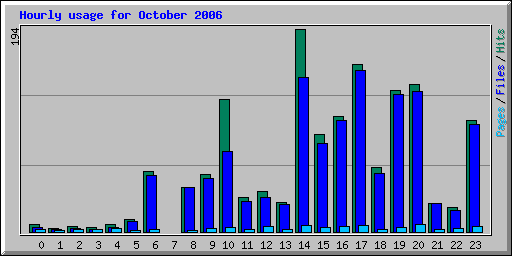 Hourly usage for October 2006
194
Pages / Files / Hits
0 1 2 3 4 5 6 7 8 9 10 11 12 13 14 15 16 17 18 19 20 21 22 23